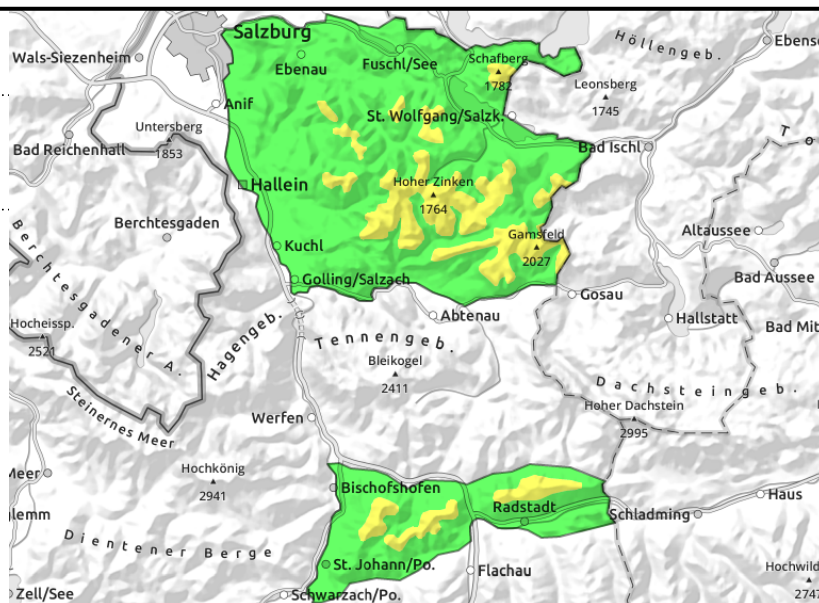 Salzburg
Höllengeb.
Ebense
Wals-Siezenheim
Ebenau
Fuschl/See
Schafberg
1782
Leonsberg
1745
Anif
St. Wolfgang/Salzk.
Untersberg
1853
Bad Reichenhall
To
Bad Ischl
Hallein
Hoher Zinken
1764
Berchtesgaden
Gamsfeld
2027
Altaussee
Kuchl
Berchtesgadener A.
Golling/Salzach
Bad Aussee
Gosau
Hagengeb.
Abtenau
Hallstatt
Hocheissp.
2521
Tennengeb.
Bad Mit
Bleikogel
2411
Dachsteingeb.
Steinernes Meer
Hoher Dachstein
2995
Werfen
Meer
Hochkönig
2941
Bischofshofen
Haus
glemm
Radstadt
Schladming
Dientener Berge
St. Johann/Po.
Flachau
Hochwild
2747
Zell/See
Schwarzach/Po.